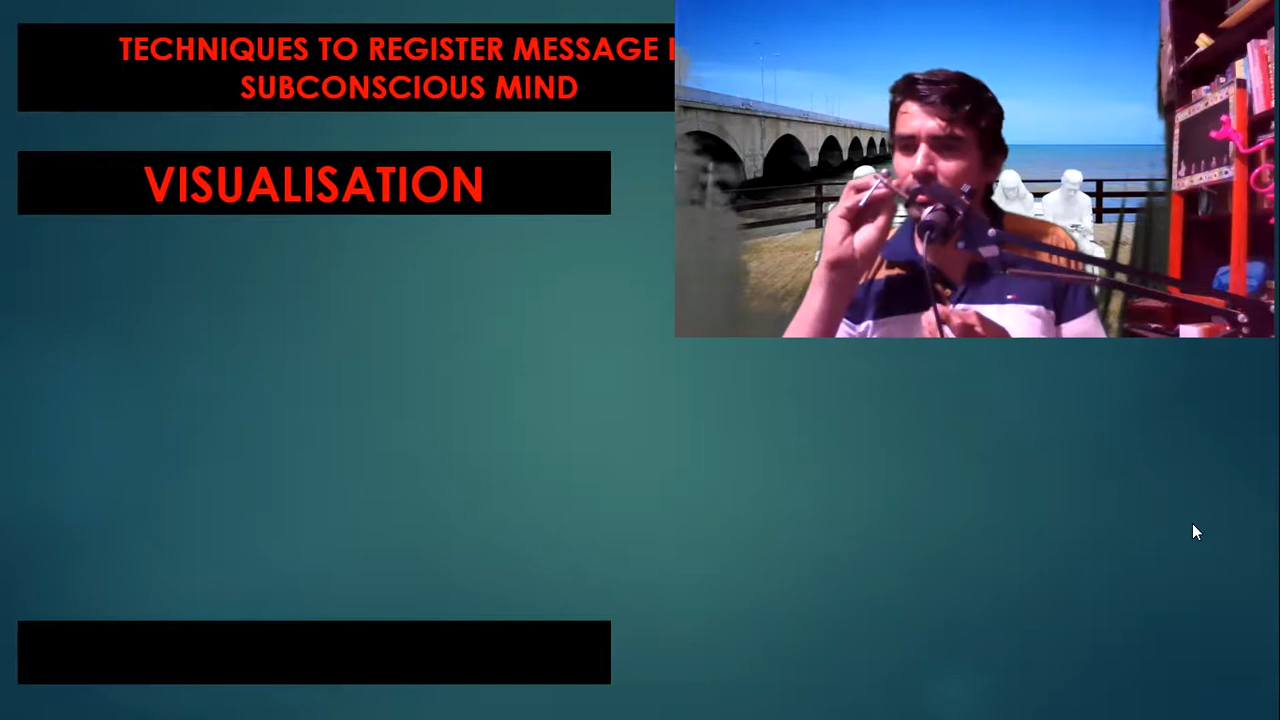 TECHNIQUES TO REGISTER MESSAGE
SUBCONSCIOUS MIND
VISUALISATION